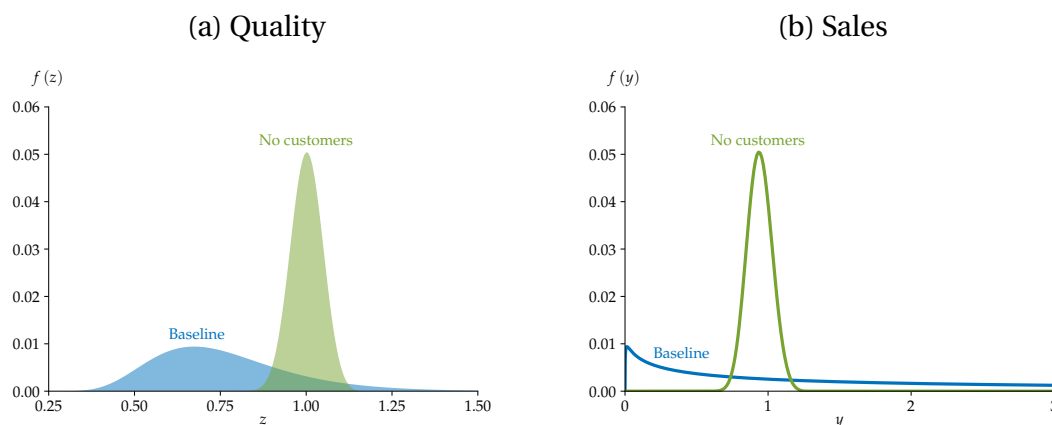 (a) Quality
f (z)
0.06
0.05
0.04
0.03
0.02
0.01
0.00
No customers
Baseline
0.25
0.50
0.75
1.00
1.25
1.50
z
(b) Sales
f (y)
0.06
0.05
0.04
0.03
0.02
0.01
0.00
No customers
Baseline
0
1
2
3
y